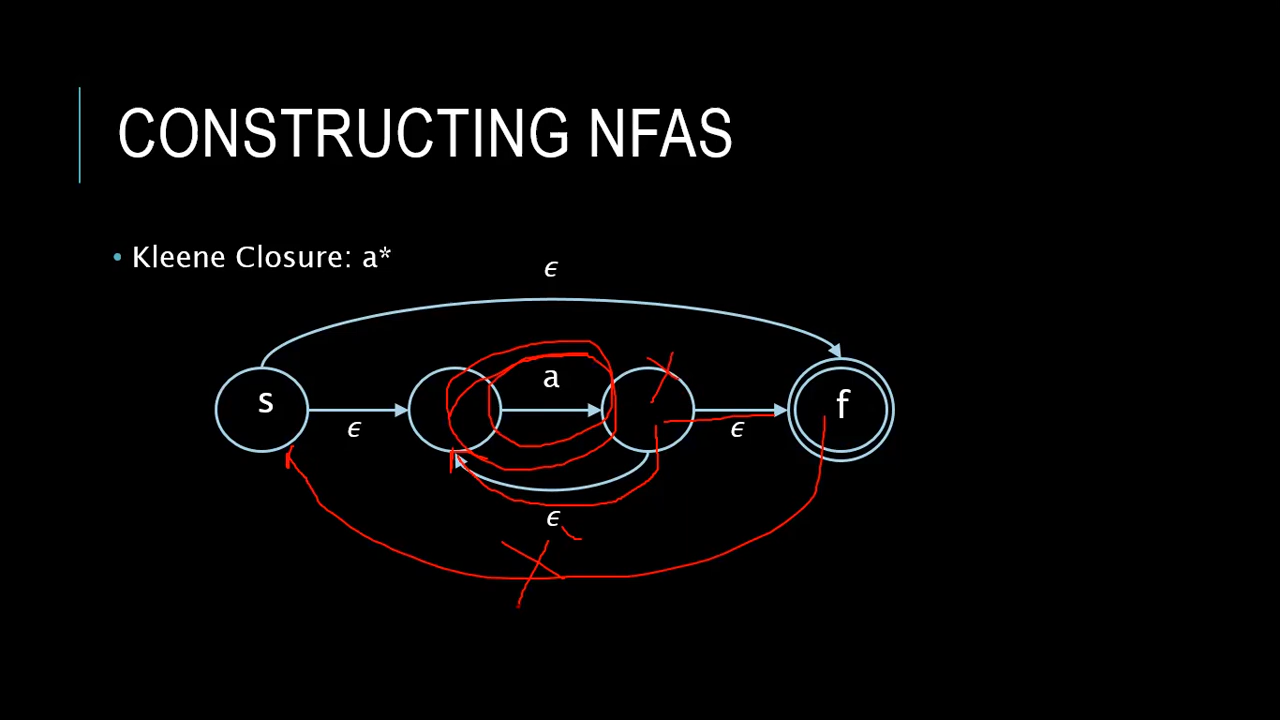 CONSTRUCTING NFAS
• Kleene Closure: a*
ϵ
s
ϵ
a
ϵ
f
ϵ